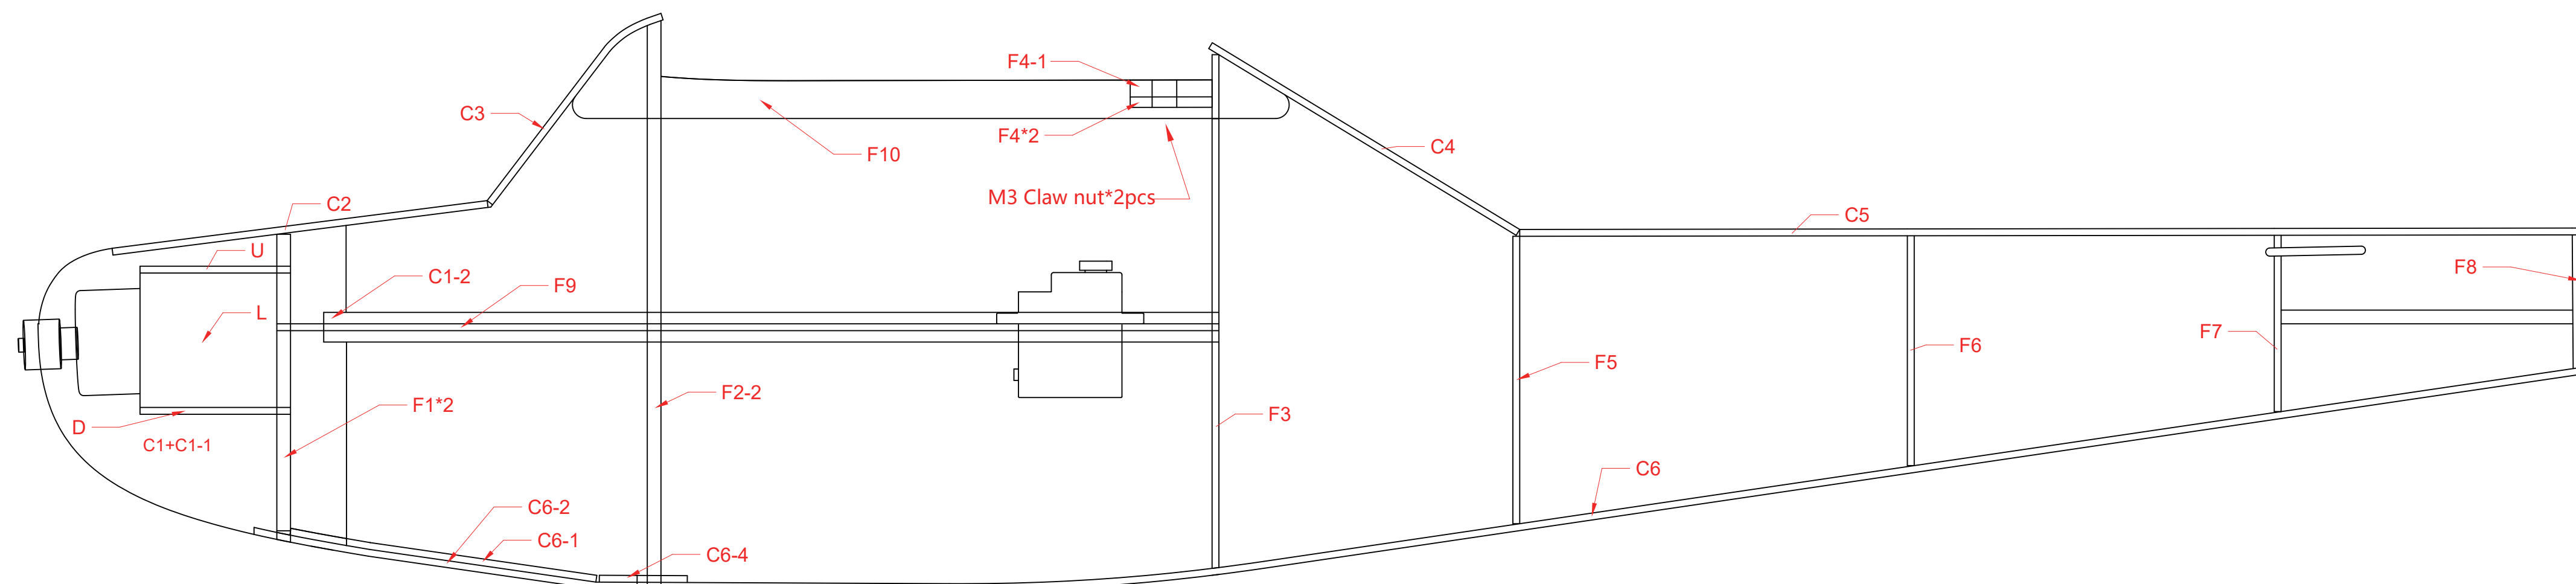 F4-1
C3
F4*2
C4
F10
M3 Claw nut*2pcs
C2
C5
U
F8
C1-2
F9
L
F7
F6
F5
F2-2
F1*2
F3
D
C1+C1-1
C6
C6-2
C6-1
C6-4